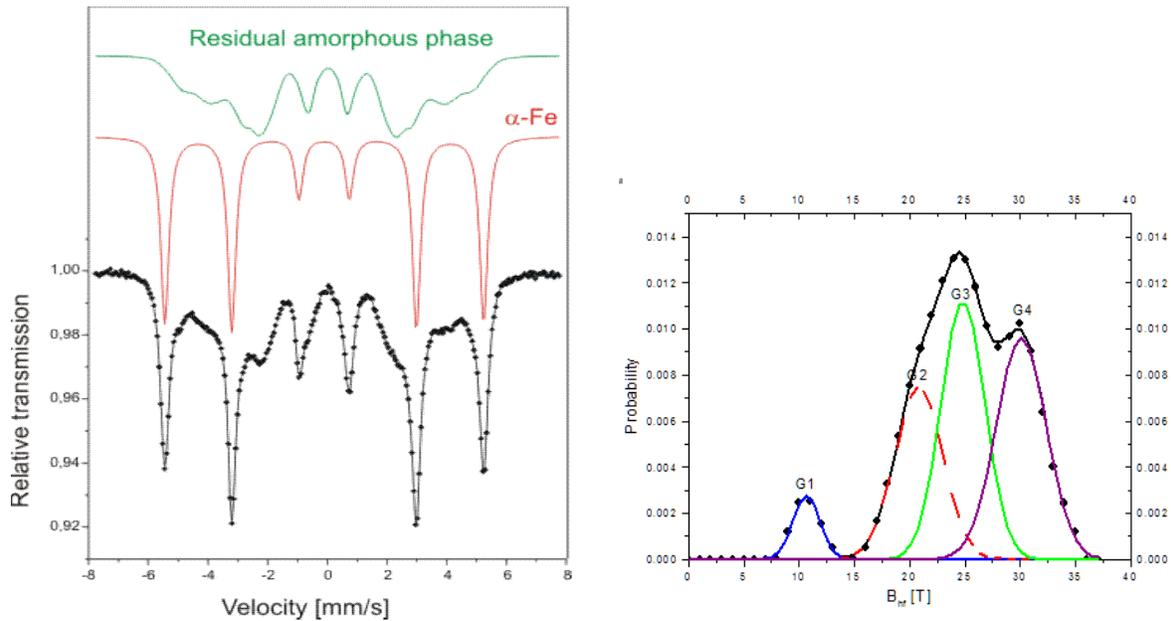 Residual amorphous phase
α-Fe
Relative transmission
1.00
0,98
0,96
0,94
0,92
-8 -6 -4 -2 0 2 4 6 8
Velocity [mm/s]
0 5 10 15 20 25 30 35 40
0.014 0.014
0.012 0.012
0.010 0.010
0.008 0.008
0.006 0.006
0.004 0.004
0.002 0.002
0.000 0.000
Probability
G1
G2
G3
G4
0 5 10 15 20 25 30 35 40
B hf [T]